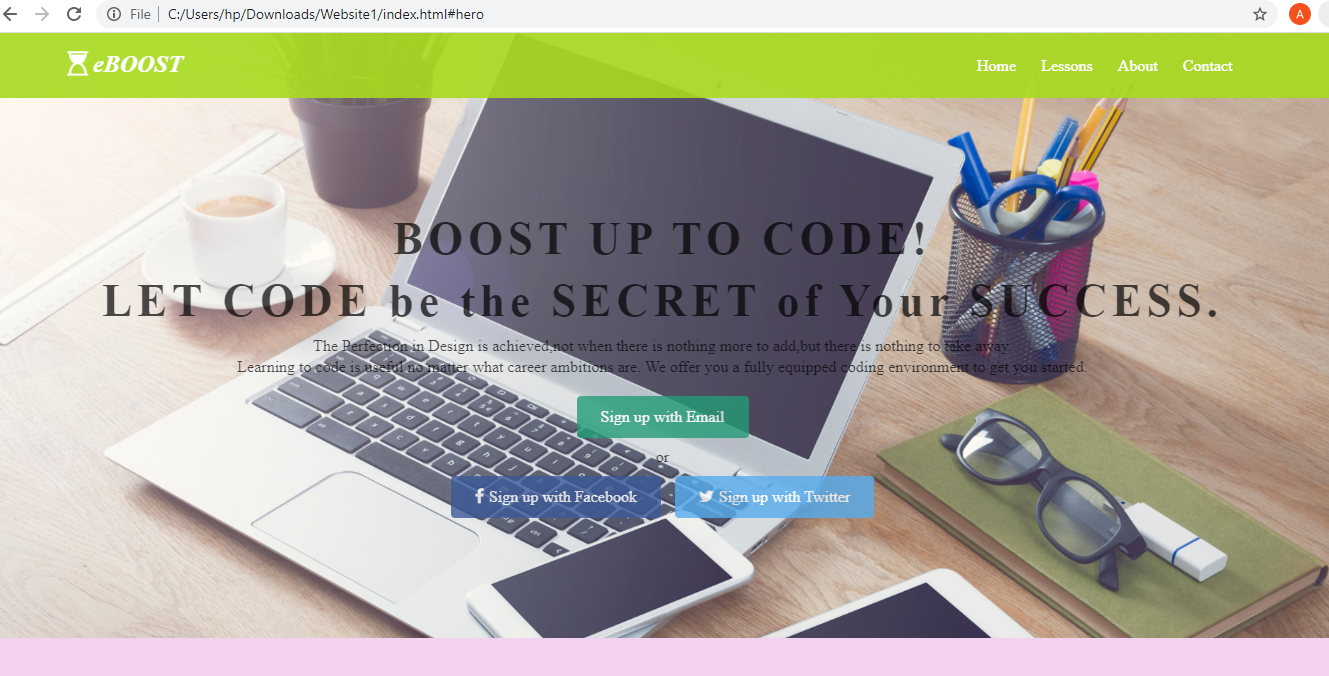 File C:/Users/hp/Downloads/Website1/index.html#hero A
eBOOST Home Lessons About Contact
BOOST UP TO CODE!
LET CODE be the SECRET of Your SUCCESS.
The Perfection in Design is achieved,not when there is nothing more to add,but there is nothing to take away.
Learning to code is useful no matter what career ambitions are. We offer you a fully equipped coding environment to get you started.
Sign up with Email
or
Sign up with Facebook Sign up with Twitter